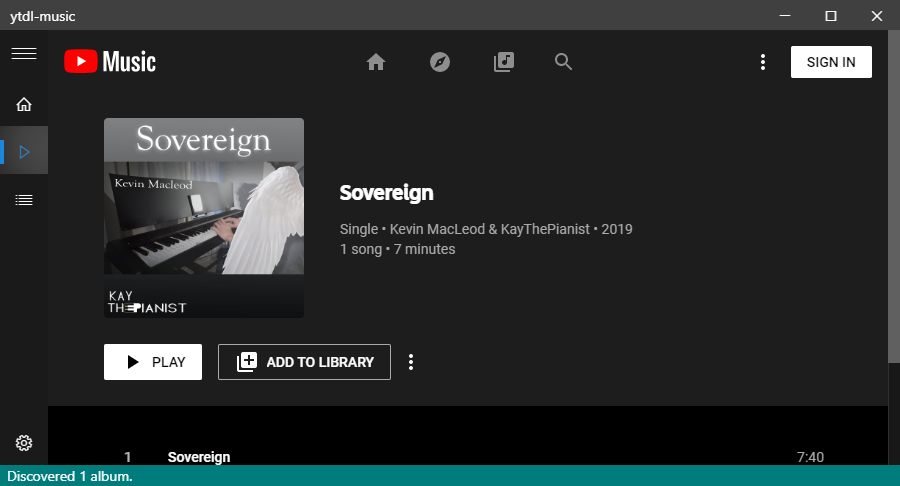 ytdl-music
Music
SIGN IN
Sovereign
Kevin Macleod
KAY
THEPIANIST
Sovereign
Single • Kevin MacLeod & KayThePianist • 2019
1 song • 7 minutes
PLAY
ADD TO LIBRARY
1 Sovereign 7:40
Discovered 1 album.